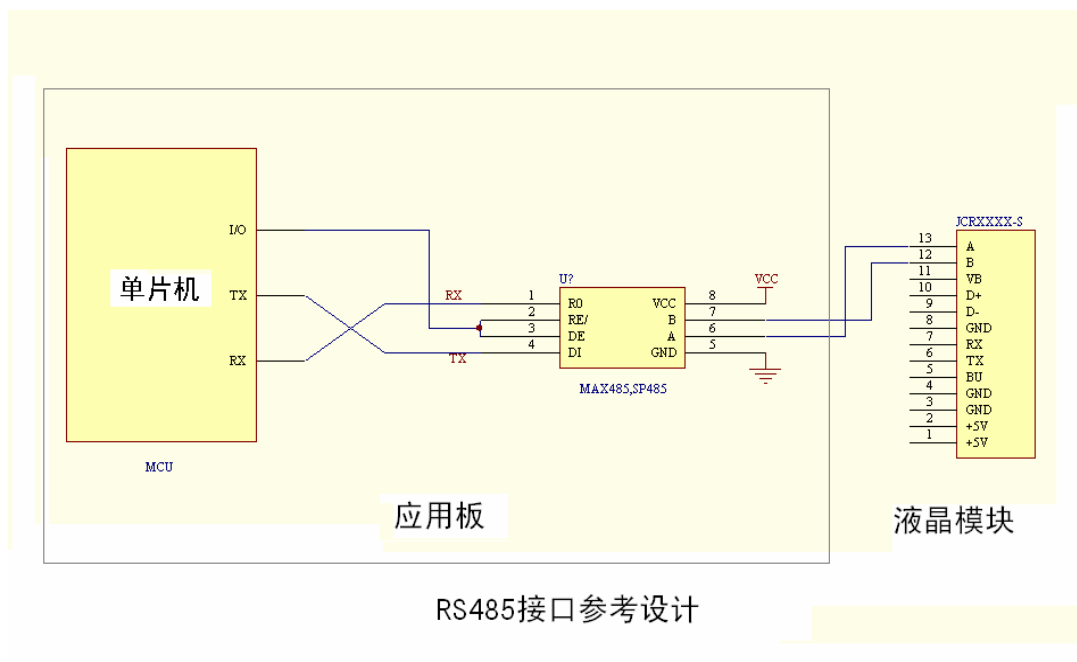 JCRXXXX-S
I/O
13 A
12 B
11 VB
单片机
U?
VCC
TX
RX
1 R0
VCC 8
10 D+
2 RE/
B 7
9 D-
3 DE
A 6
8 GND
4 DI
GND 5
7 RX
RX
TX
6 TX
5 BU
MAX485,SP485
4 GND
3 GND
2 +5V
1 +5V
MCU
应用板
液晶模块
RS485接口参考设计